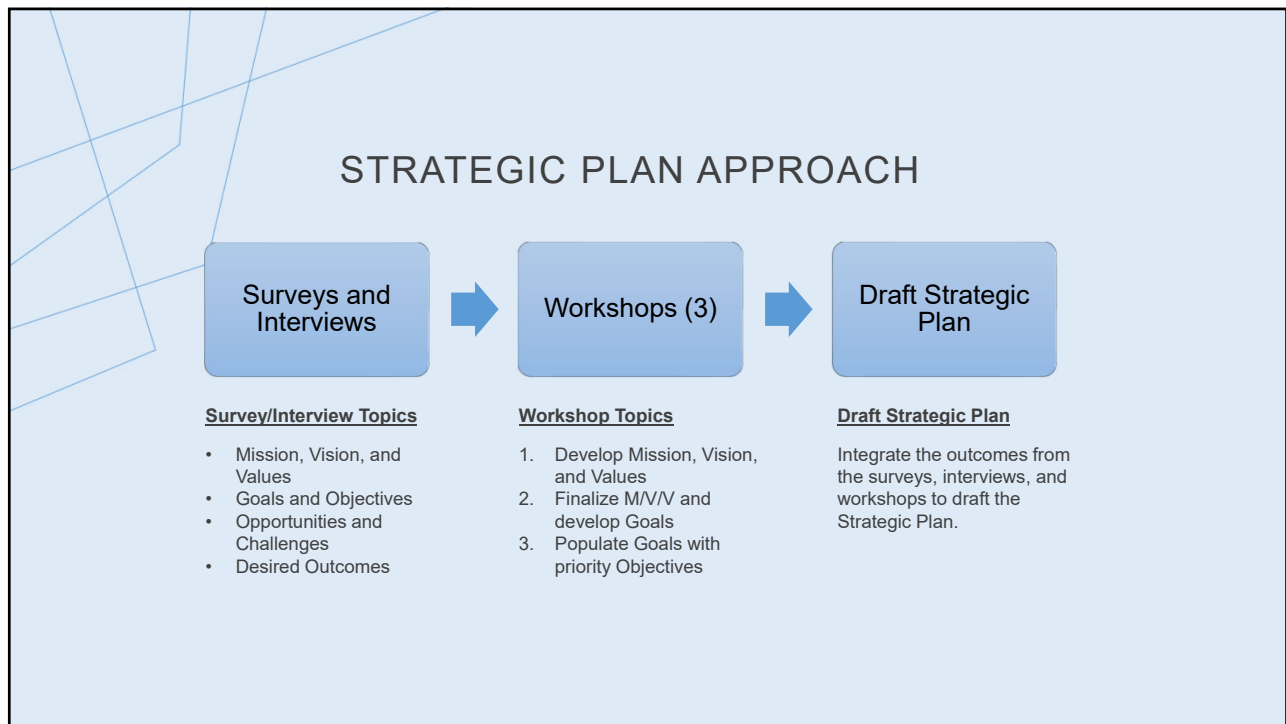 STRATEGIC PLAN APPROACH
Surveys and
Interviews
Workshops (3)
Draft Strategic
Plan
Survey/Interview Topics
• Mission, Vision, and
Values
• Goals and Objectives
• Opportunities and
Challenges
• Desired Outcomes
Workshop Topics
1. Develop Mission, Vision,
and Values
2. Finalize M/V/V and
develop Goals
3. Populate Goals with
priority Objectives
Draft Strategic Plan
Integrate the outcomes from
the surveys, interviews, and
workshops to draft the
Strategic Plan.